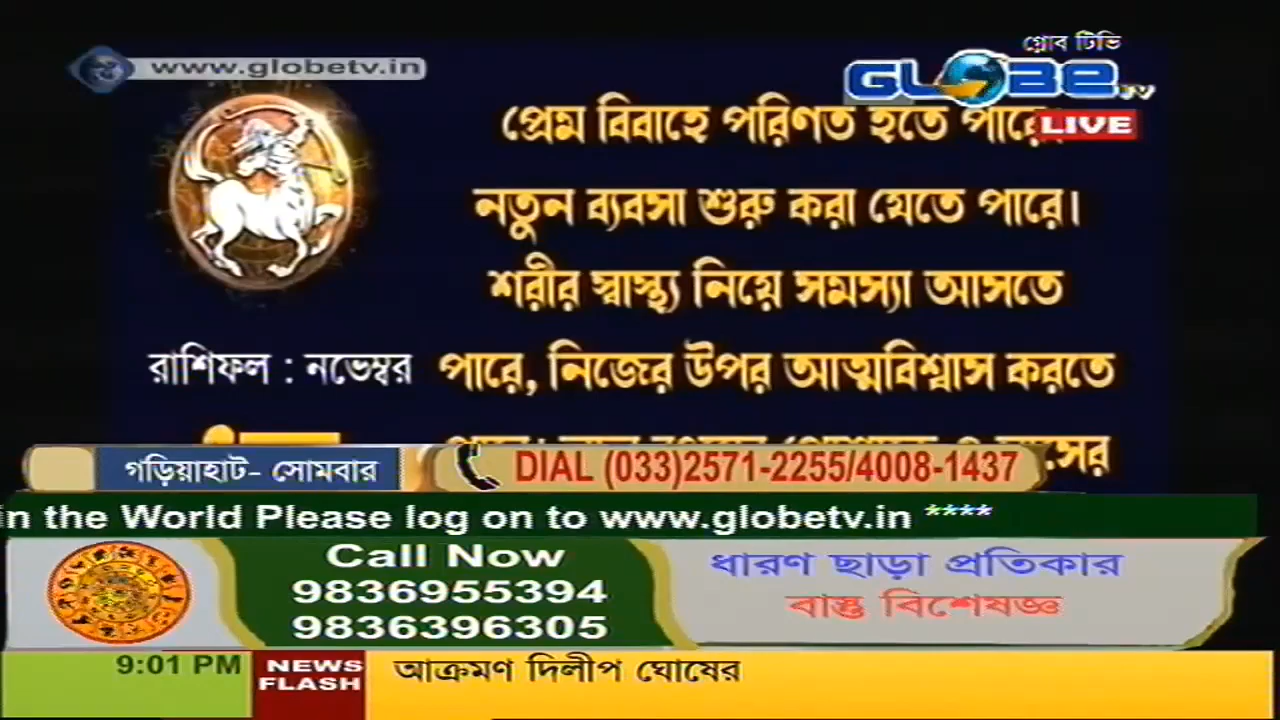 www.globetv.in
গ্লোব টিভি
GLOBE TV
LIVE
প্রেম বিবাহে পরিণত হতে পারে
নতুন ব্যবসা শুরু করা যেতে পারে।
শরীর স্বাস্থ্য নিয়ে সমস্যা আসতে
রাশিফল : নভেম্বর
পারে, নিজের উপর আত্মবিশ্বাস করতে
গড়িয়াহাট- সোমবার
DIAL (033)2571-2255/4008-1437
in the World Please log on to www.globetv.in ****
Call Now
9836955394
9836396305
ধারণ ছাড়া প্রতিকার
বাস্তু বিশেষজ্ঞ
9:01 PM
NEWS FLASH
আক্রমণ দিলীপ ঘোষের